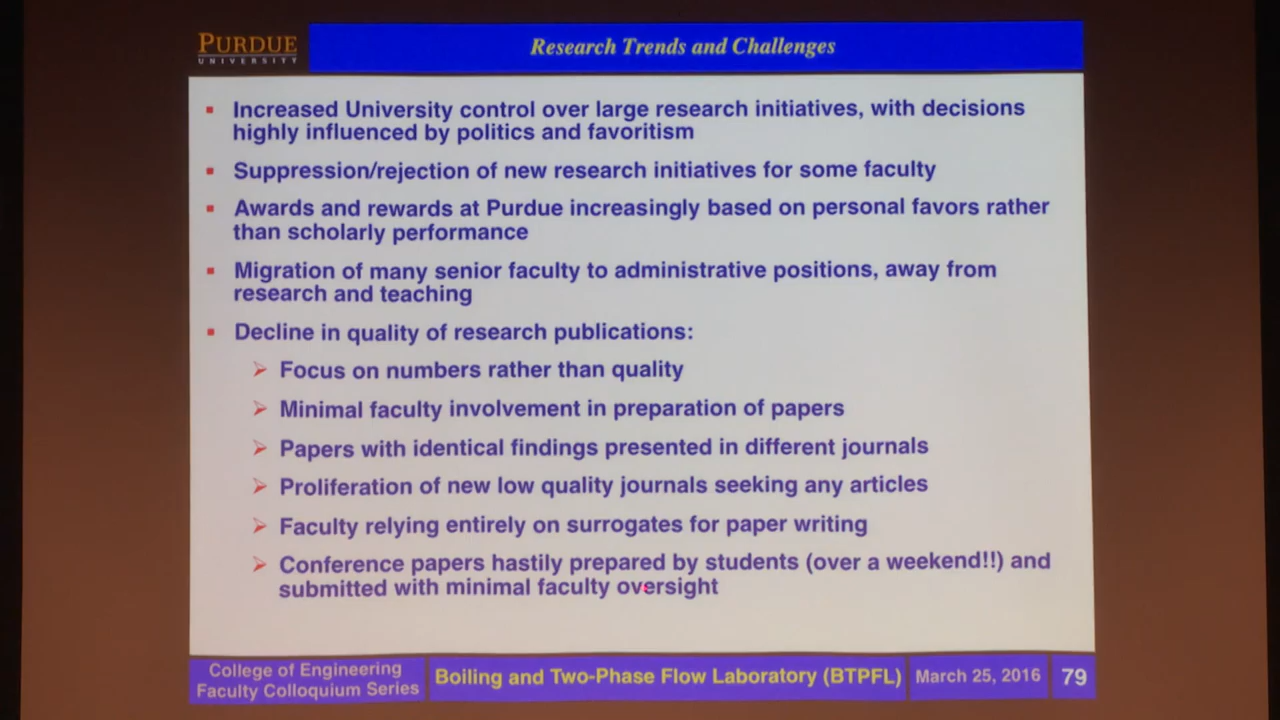 PURDUE
UNIVERSITY
Research Trends and Challenges
Increased University control over large research initiatives, with decisions
highly influenced by politics and favoritism
Suppression/rejection of new research initiatives for some faculty
Awards and rewards at Purdue increasingly based on personal favors rather
than scholarly performance
Migration of many senior faculty to administrative positions, away from
research and teaching
Decline in quality of research publications:
Focus on numbers rather than quality
Minimal faculty involvement in preparation of papers
Papers with identical findings presented in different journals
Proliferation of new low quality journals seeking any articles
Faculty relying entirely on surrogates for paper writing
Conference papers hastily prepared by students (over a weekend!!) and
submitted with minimal faculty oversight
College of Engineering
Faculty Colloquium Series
Boiling and Two-Phase Flow Laboratory (BTPFL)
March 25, 2016
79